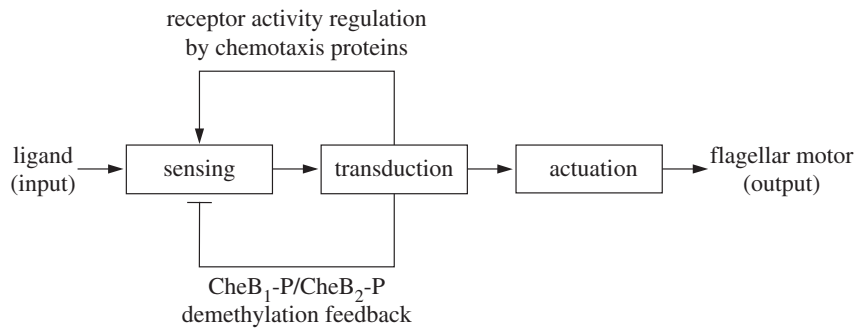 receptor activity regulation
by chemotaxis proteins
ligand
(input)
sensing
transduction
actuation
flagellar motor
(output)
CheB₁-P/CheB₂-P
demethylation feedback